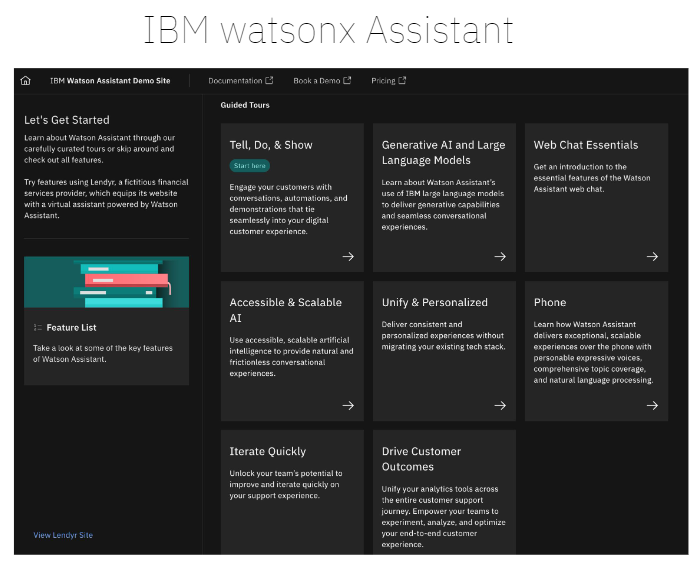 IBM watsonx Assistant
IBM Watson Assistant Demo Site
Documentation
Book a Demo
Pricing
Let's Get Started
Learn about Watson Assistant through our
carefully curated tours or skip around and
check out all features.
Try features using Lendyr, a fictitious financial
services provider, which equips its website
with a virtual assistant powered by Watson
Assistant.
Feature List
Take a look at some of the key features
of Watson Assistant.
View Lendyr Site
Guided Tours
Tell, Do, & Show
Start here
Engage your customers with
conversations, automations, and
demonstrations that tie
seamlessly into your digital
customer experience.
Generative AI and Large
Language Models
Learn about Watson Assistant's
use of IBM large language models
to deliver generative capabilities
and seamless conversational
experiences.
Web Chat Essentials
Get an introduction to the
essential features of the Watson
Assistant web chat.
Accessible & Scalable
AI
Use accessible, scalable artificial
intelligence to provide natural and
frictionless conversational
experiences.
Unify & Personalized
Deliver consistent and
personalized experiences without
migrating your existing tech stack.
Phone
Learn how Watson Assistant
delivers exceptional, scalable
experiences over the phone with
personable expressive voices,
comprehensive topic coverage,
and natural language processing.
Iterate Quickly
Unlock your team's potential to
improve and iterate quickly on
your support experience.
Drive Customer
Outcomes
Unify your analytics tools across
the entire customer support
journey. Empower your teams to
experiment, analyze, and optimize
your end-to-end customer
experience.